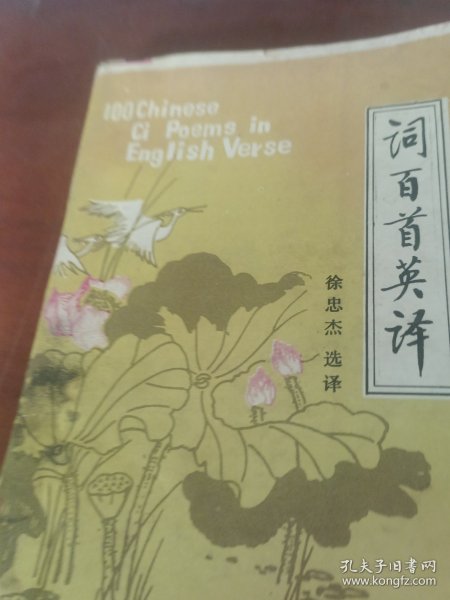 100 Chinese
Ci Poems in
English Verse
词百首英译
徐忠杰 选译
孔夫子旧书网
www.kongfz.com